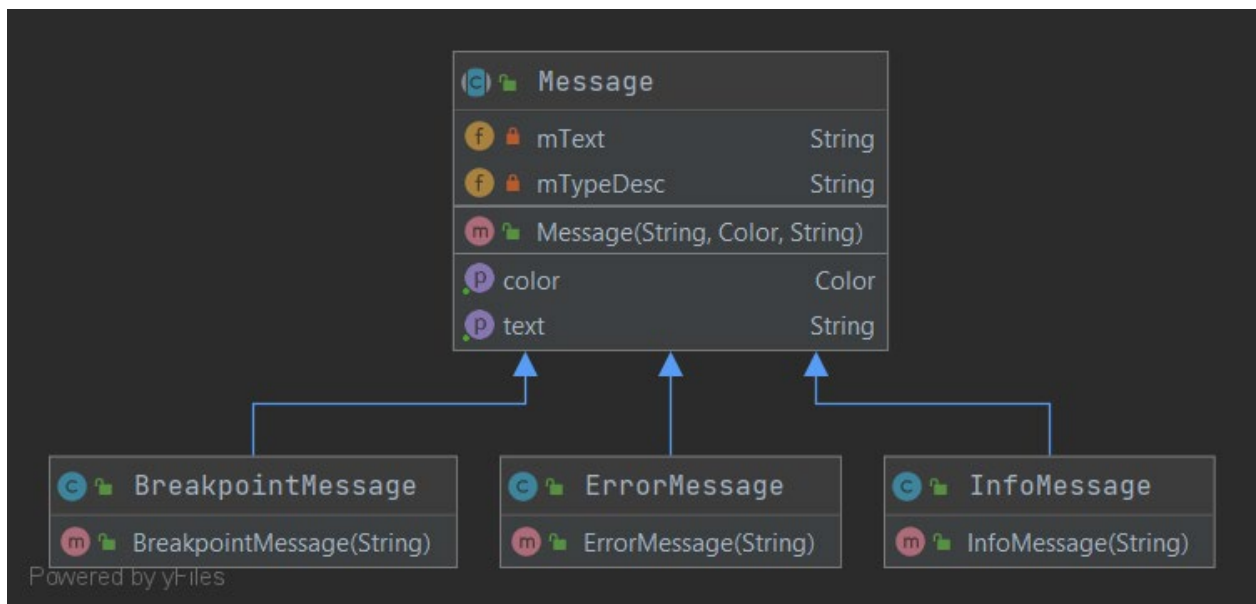 Message
mText String
mTypeDesc String
Message(String, Color, String)
color Color
text String
BreakpointMessage ErrorMessage InfoMessage
BreakpointMessage(String) ErrorMessage(String) InfoMessage(String)
Powered by yFiles